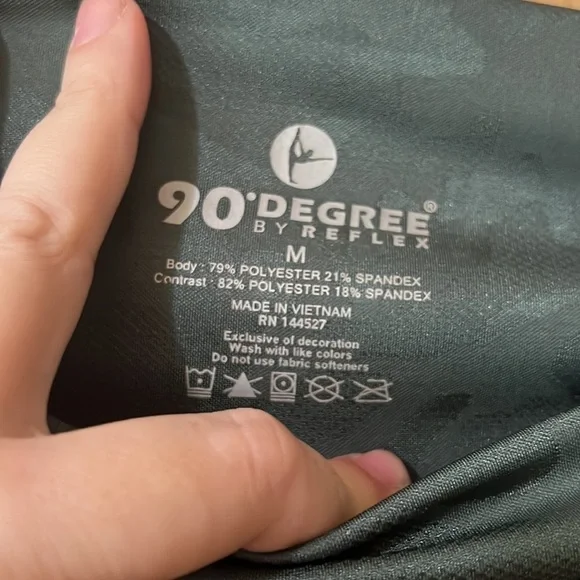 90°DEGREE®
BY REFLEX
M
Body : 79% POLYESTER 21% SPANDEX
Contrast : 82% POLYESTER 18% SPANDEX
MADE IN VIETNAM
RN 144527
Exclusive of decoration
Wash with like colors
Do not use fabric softeners